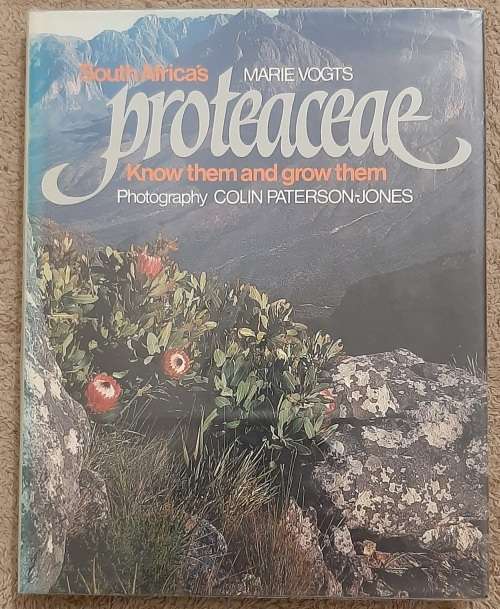 South Africa's MARIE VOGTS
proteaceae
Know them and grow them
Photography COLIN PATERSON-JONES